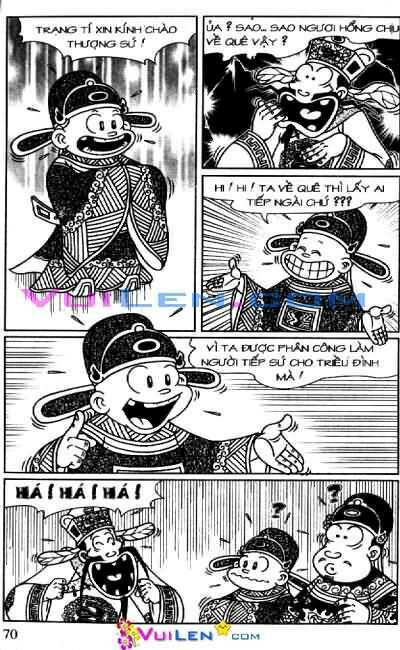 TRẠNG TÍ XIN KÍNH CHÀO
THƯỢNG SỨ !
ỦA ? SAO... SAO NGƯƠI HỔNG CHỊU
VỀ QUÊ VẬY ?
HI ! HI ! TA VỀ QUÊ THÌ LẤY AI
TIẾP NGÀI CHỨ ???
VUILEN.COM
VÌ TA ĐƯỢC PHÂN CÔNG LÀM
NGƯỜI TIẾP SỨ CHO TRIỀU ĐÌNH
MÀ !
HÁ ! HÁ ! HÁ !
?
?
70
VUILEN.COM